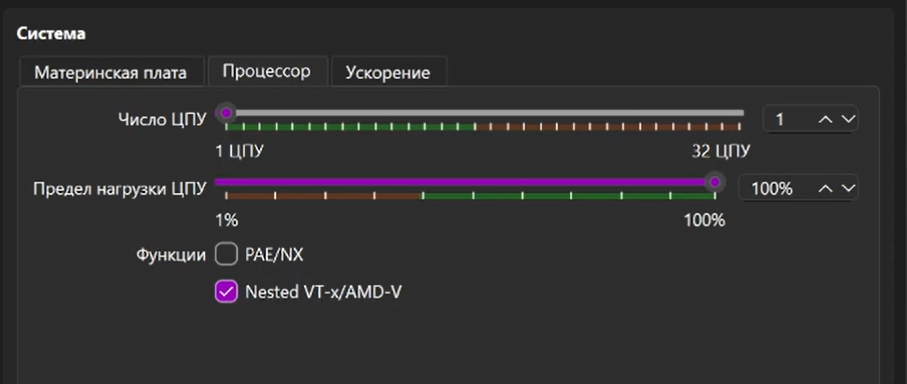 Система
Материнская плата Процессор Ускорение
Число ЦПУ 1
1 ЦПУ 32 ЦПУ
Предел нагрузки ЦПУ 100%
1% 100%
Функции PAE/NX
Nested VT-x/AMD-V